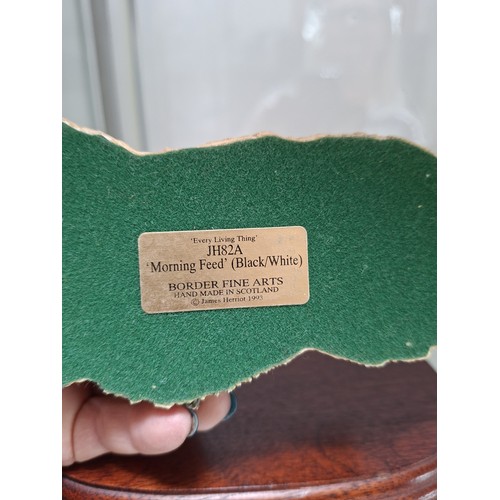 'Every Living Thing'
JH82A
'Morning Feed' (Black/White)
BORDER FINE ARTS
HAND MADE IN SCOTLAND
© James Herriot 1993